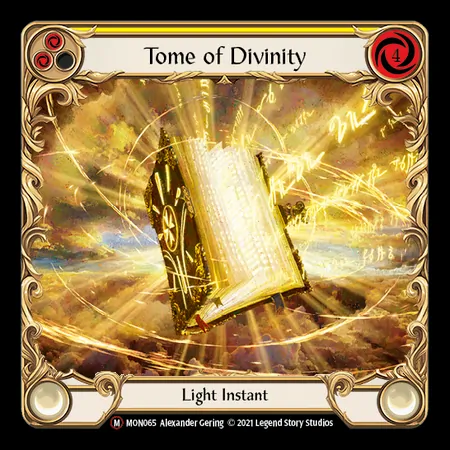 Tome of Divinity
4
Light Instant
M MON065 Alexander Gering © 2021 Legend Story Studios